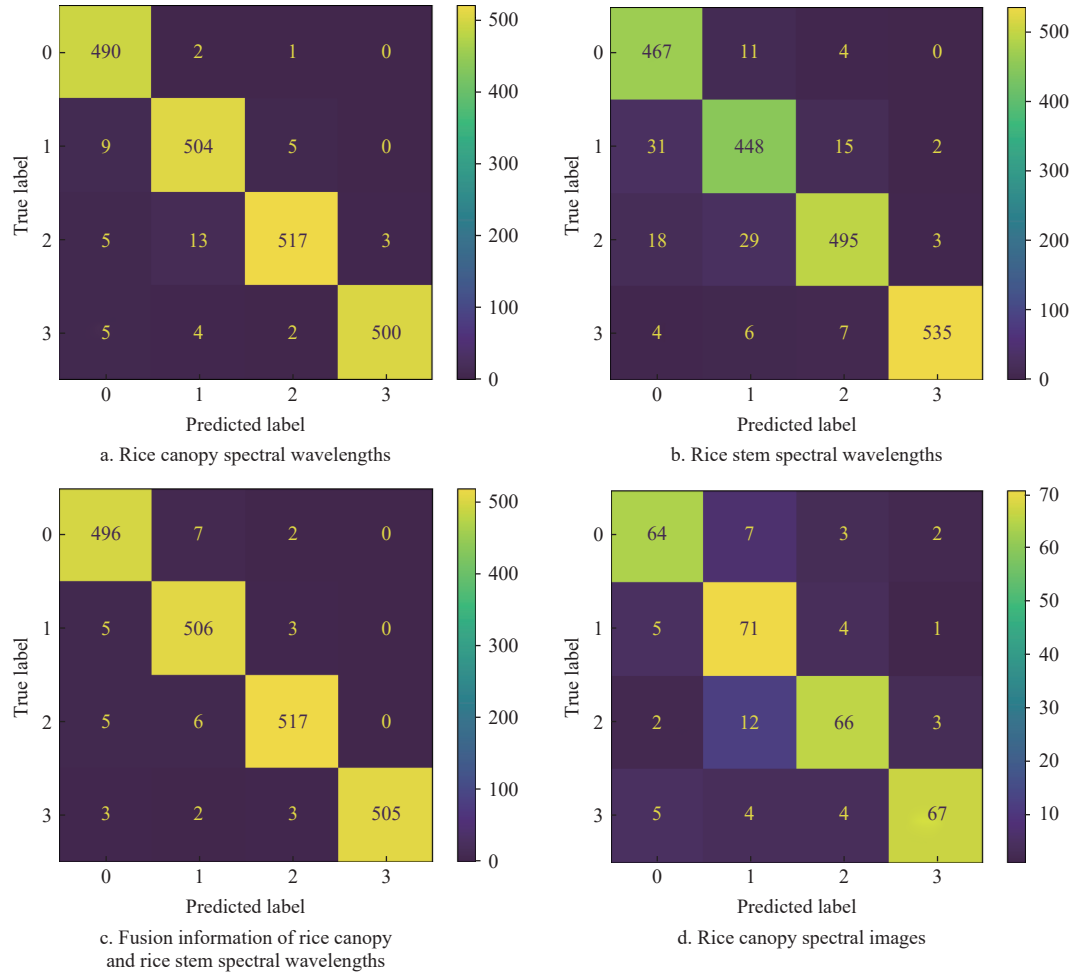 500
0 490 2 1 0
400
1 9 504 5 0
300
True label
200
2 5 13 517 3
100
3 5 4 2 500
0
0 1 2 3
Predicted label
a. Rice canopy spectral wavelengths
500
0 467 11 4 0
400
1 31 448 15 2
300
True label
200
2 18 29 495 3
100
3 4 6 7 535
0
0 1 2 3
Predicted label
b. Rice stem spectral wavelengths
500
0 496 7 2 0
400
1 5 506 3 0
300
True label
200
2 5 6 517 0
100
3 3 2 3 505
0
0 1 2 3
Predicted label
c. Fusion information of rice canopy
and rice stem spectral wavelengths
70
0 64 7 3 2
60
50
1 5 71 4 1
40
True label
30
2 2 12 66 3
20
3 5 4 4 67
10
0 1 2 3
Predicted label
d. Rice canopy spectral images